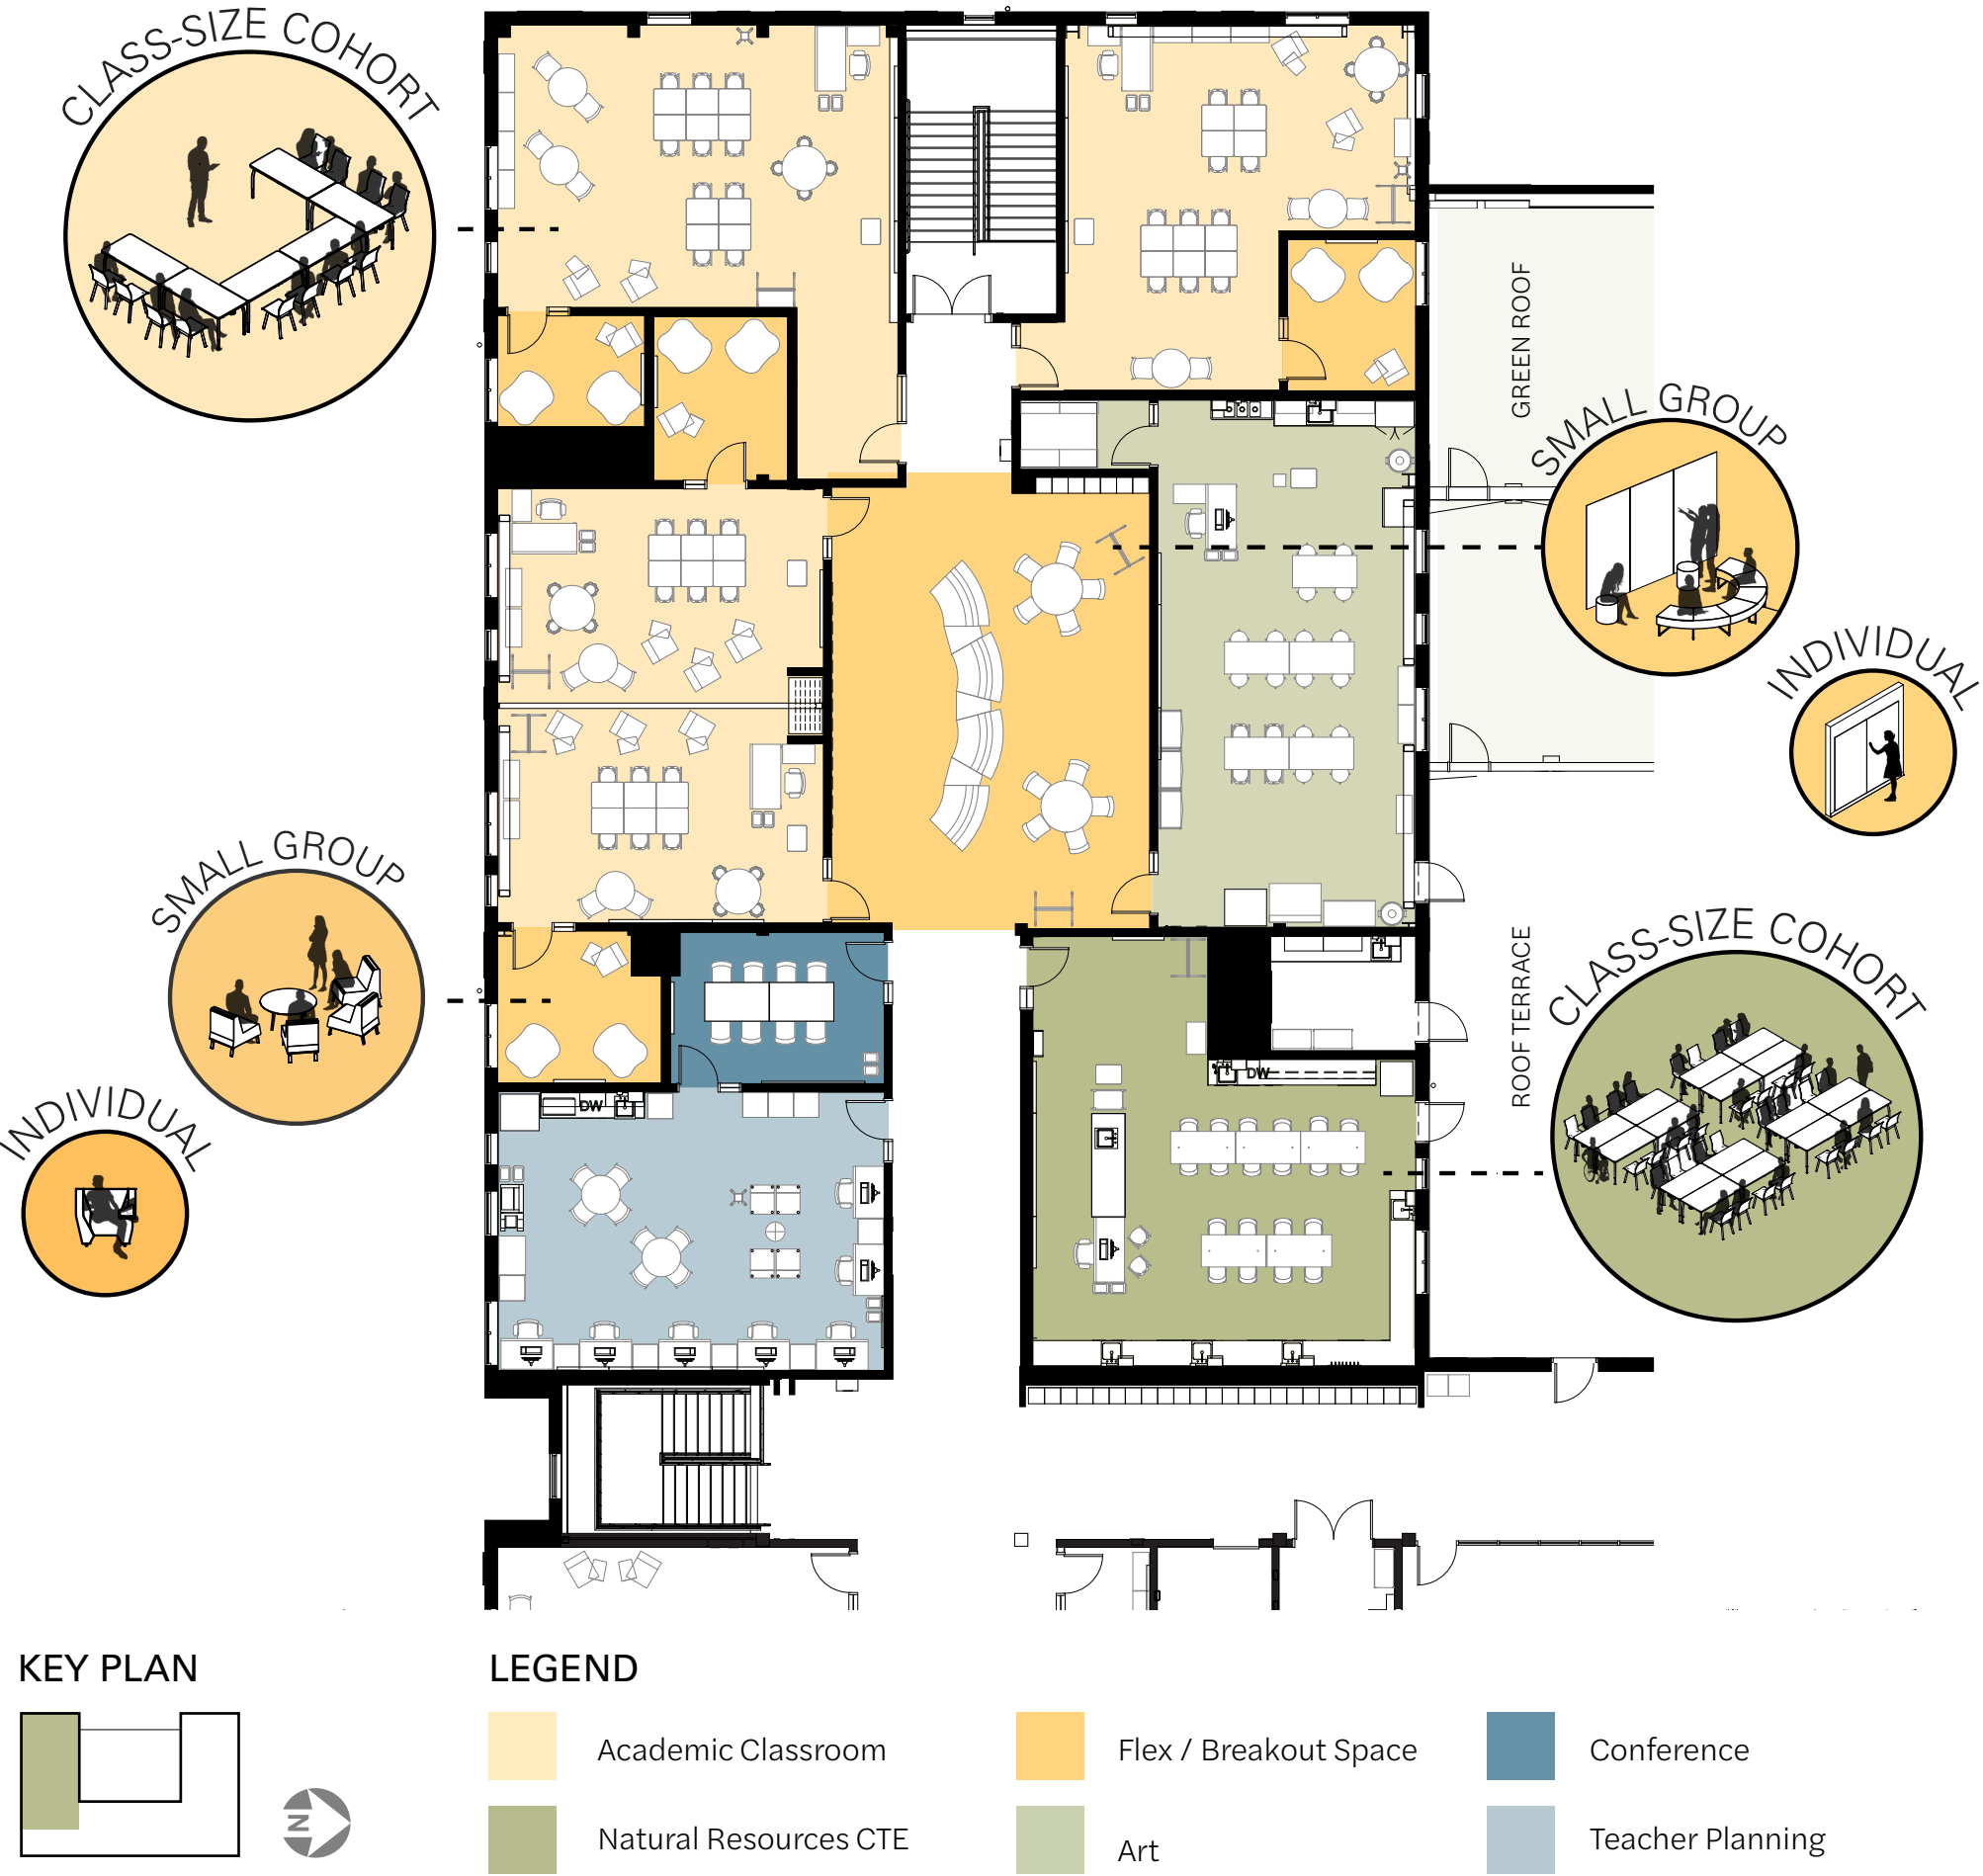 CLASS-SIZE COHORT
GREEN ROOF
SMALL GROUP
INDIVIDUAL
SMALL GROUP
INDIVIDUAL
ROOF TERRACE
CLASS-SIZE COHORT
DW
DW
KEY PLAN
N
LEGEND
Academic Classroom
Flex / Breakout Space
Conference
Natural Resources CTE
Art
Teacher Planning